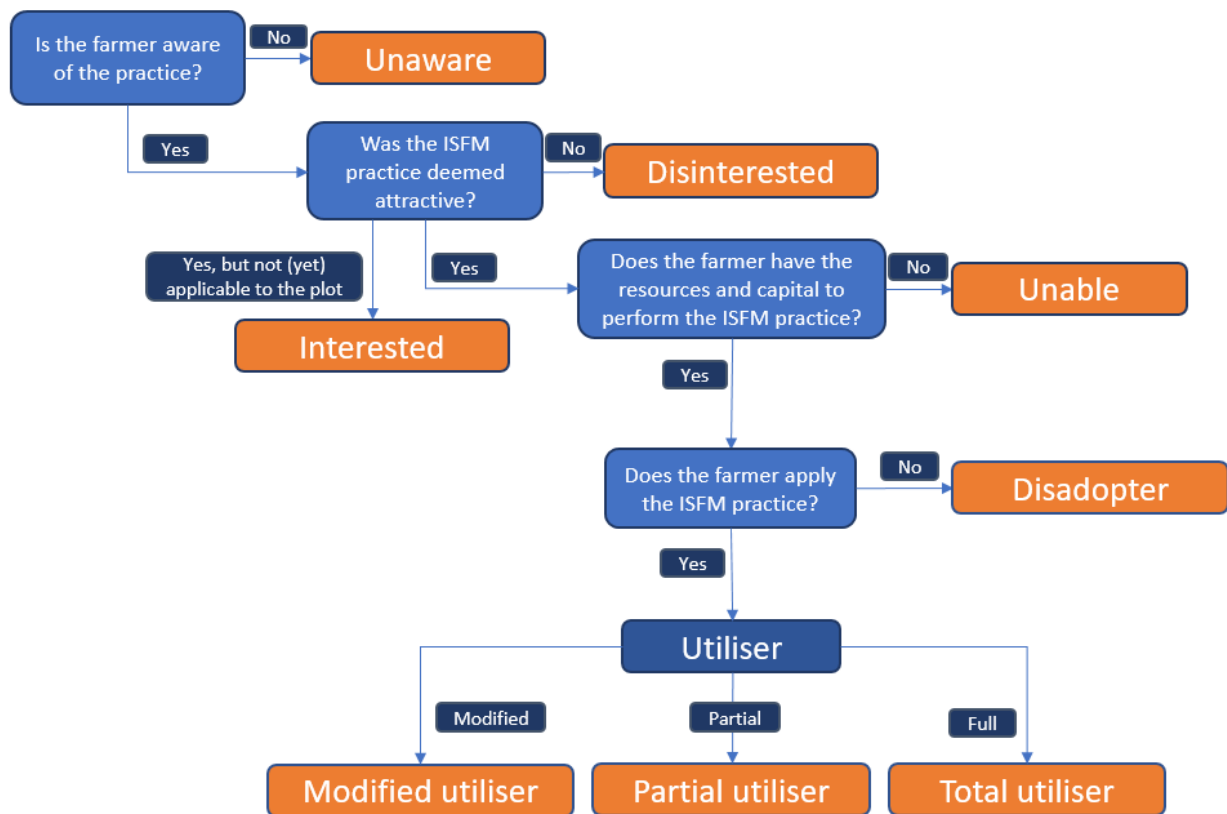 Is the farmer aware
of the practice?
No
Unaware
Yes
Was the ISFM
practice deemed
attractive?
No
Disinterested
Yes, but not (yet)
applicable to the plot
Yes
Interested
Does the farmer have the
resources and capital to
perform the ISFM practice?
No
Unable
Yes
Does the farmer apply
the ISFM practice?
No
Disadopter
Yes
Utiliser
Modified
Partial
Full
Modified utiliser
Partial utiliser
Total utiliser